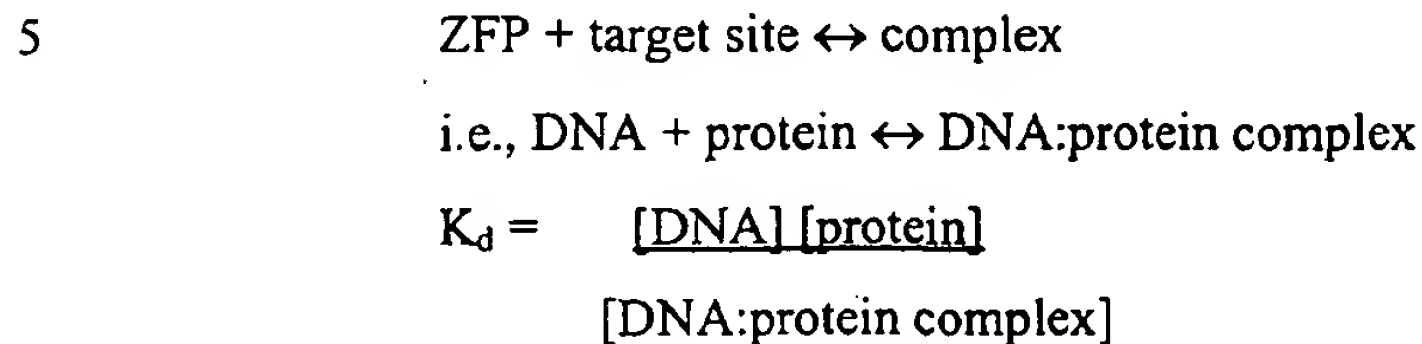 5 ZFP + target site ↔ complex
i.e., DNA + protein ↔ DNA:protein complex
Kd = [DNA] [protein]
[DNA:protein complex]